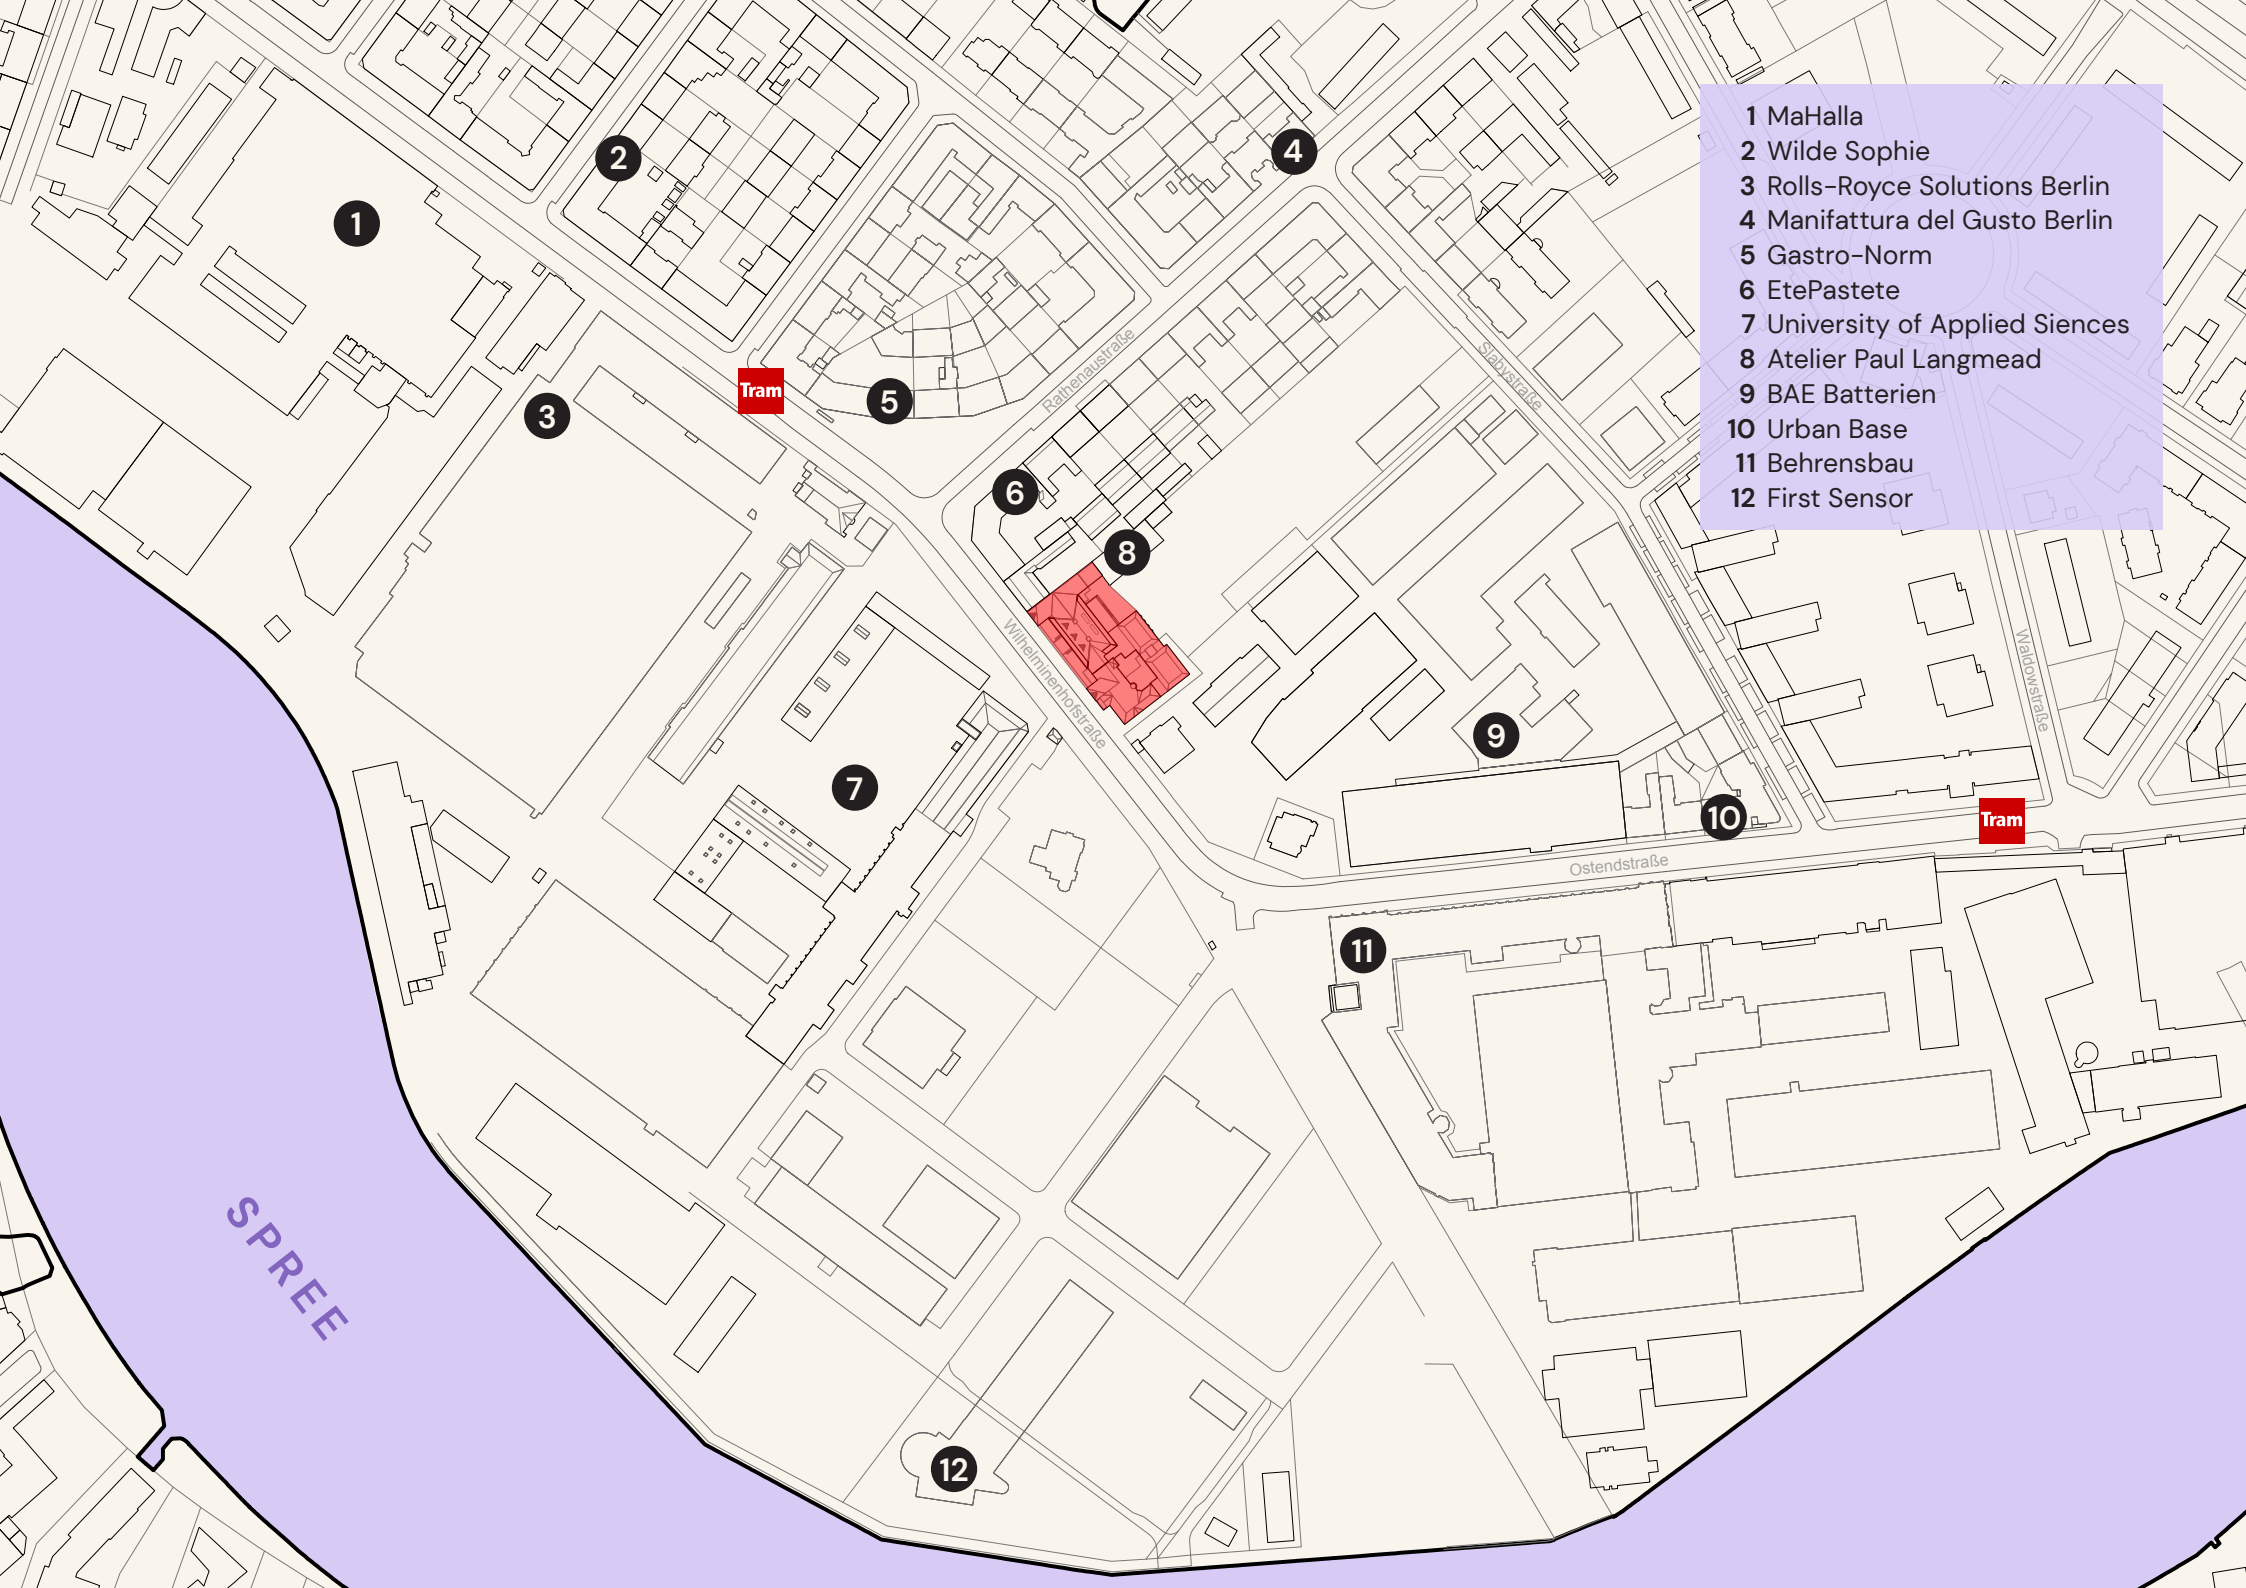 1 MaHalla
2 Wilde Sophie
3 Rolls-Royce Solutions Berlin
4 Manifattura del Gusto Berlin
5 Gastro-Norm
6 EtePastete
7 University of Applied Siences
8 Atelier Paul Langmead
9 BAE Batterien
10 Urban Base
11 Behrensbau
12 First Sensor
1
2
3
4
5
6
7
8
9
10
11
12
Tram
Tram
Rathenaustraße
Slabystraße
Wilhelminenhofstraße
Waldowstraße
Ostendstraße
SPREE